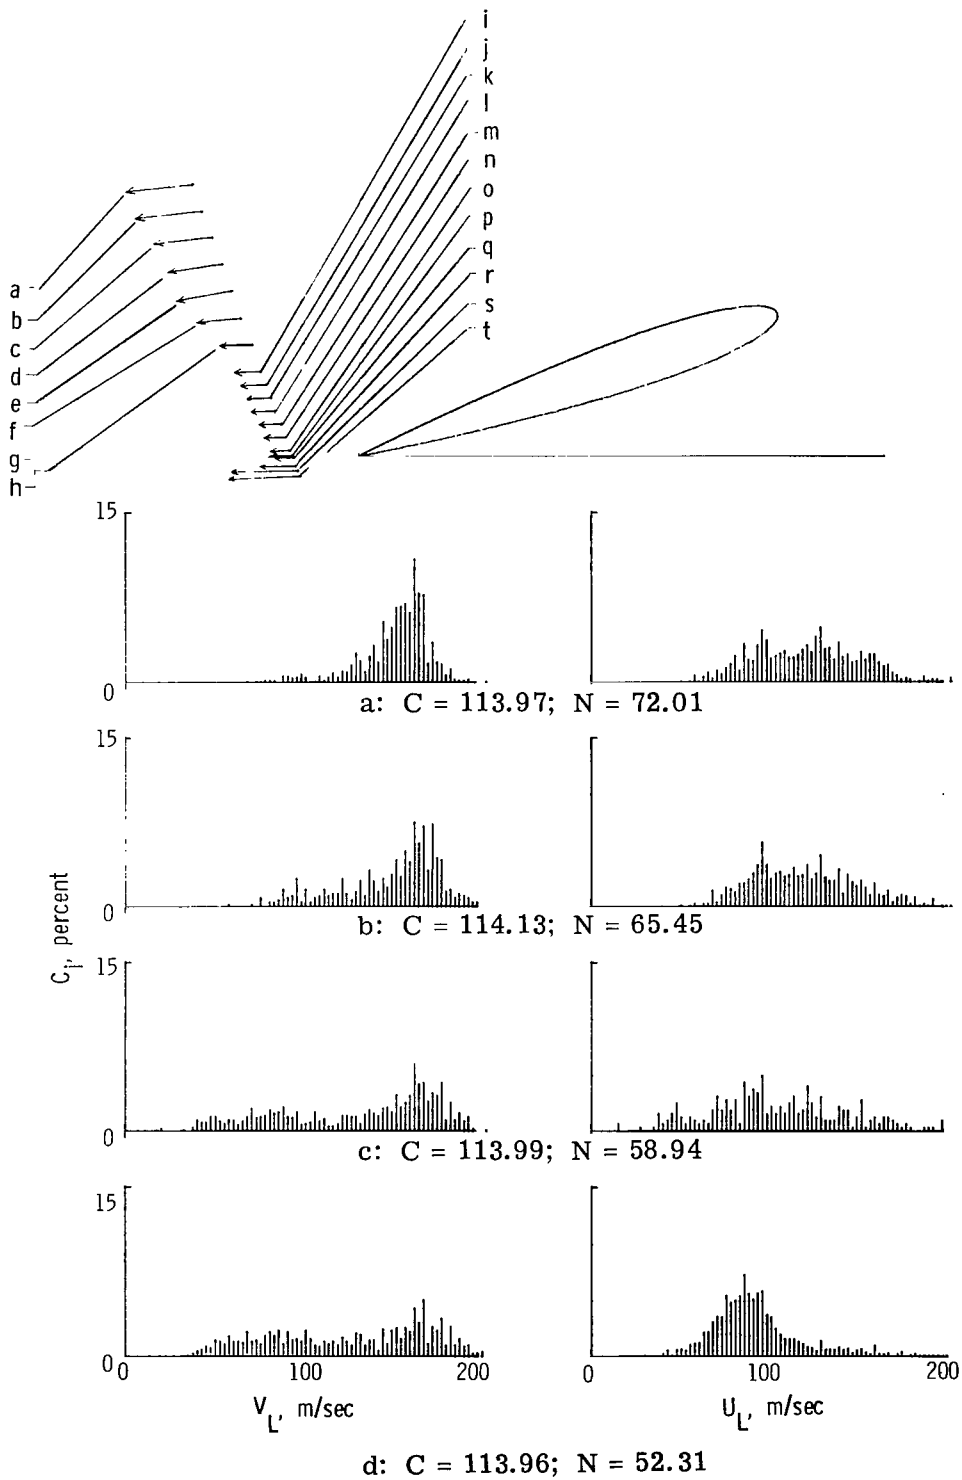 i
j
k
l
m
n
o
p
q
r
s
t
a
b
c
d
e
f
g
h
15
0
a: C = 113.97; N = 72.01
15
0
b: C = 114.13; N = 65.45
C_i, percent
15
0
c: C = 113.99; N = 58.94
15
0
0 100 200
0 100 200
V_L, m/sec
U_L, m/sec
d: C = 113.96; N = 52.31